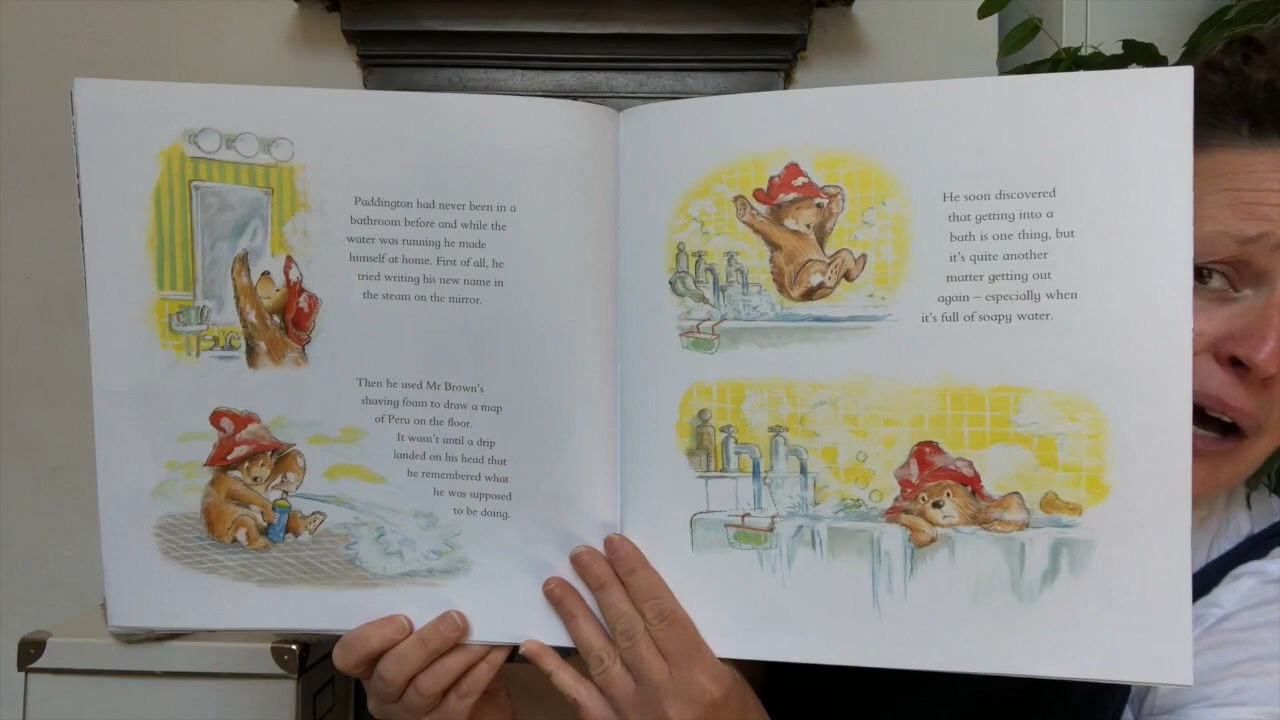 Paddington had never been in a
bathroom before and while the
water was running he made
himself at home. First of all, he
tried writing his new name in
the steam on the mirror.
Then he used Mr Brown's
shaving foam to draw a map
of Peru on the floor.
It wasn't until a drip
landed on his head that
he remembered what
he was supposed
to be doing.
He soon discovered
that getting into a
bath is one thing, but
it's quite another
matter getting out
again – especially when
it's full of soapy water.